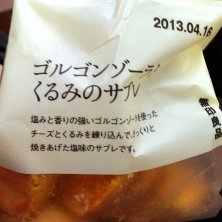 2013.04.16
ゴルゴンゾーラ
くるみのサブレ
塩みと香りの強いゴルゴンゾーラを使った
チーズとくるみを練り込んで、さっくりと
焼きあげた塩味のサブレです。
無印良品